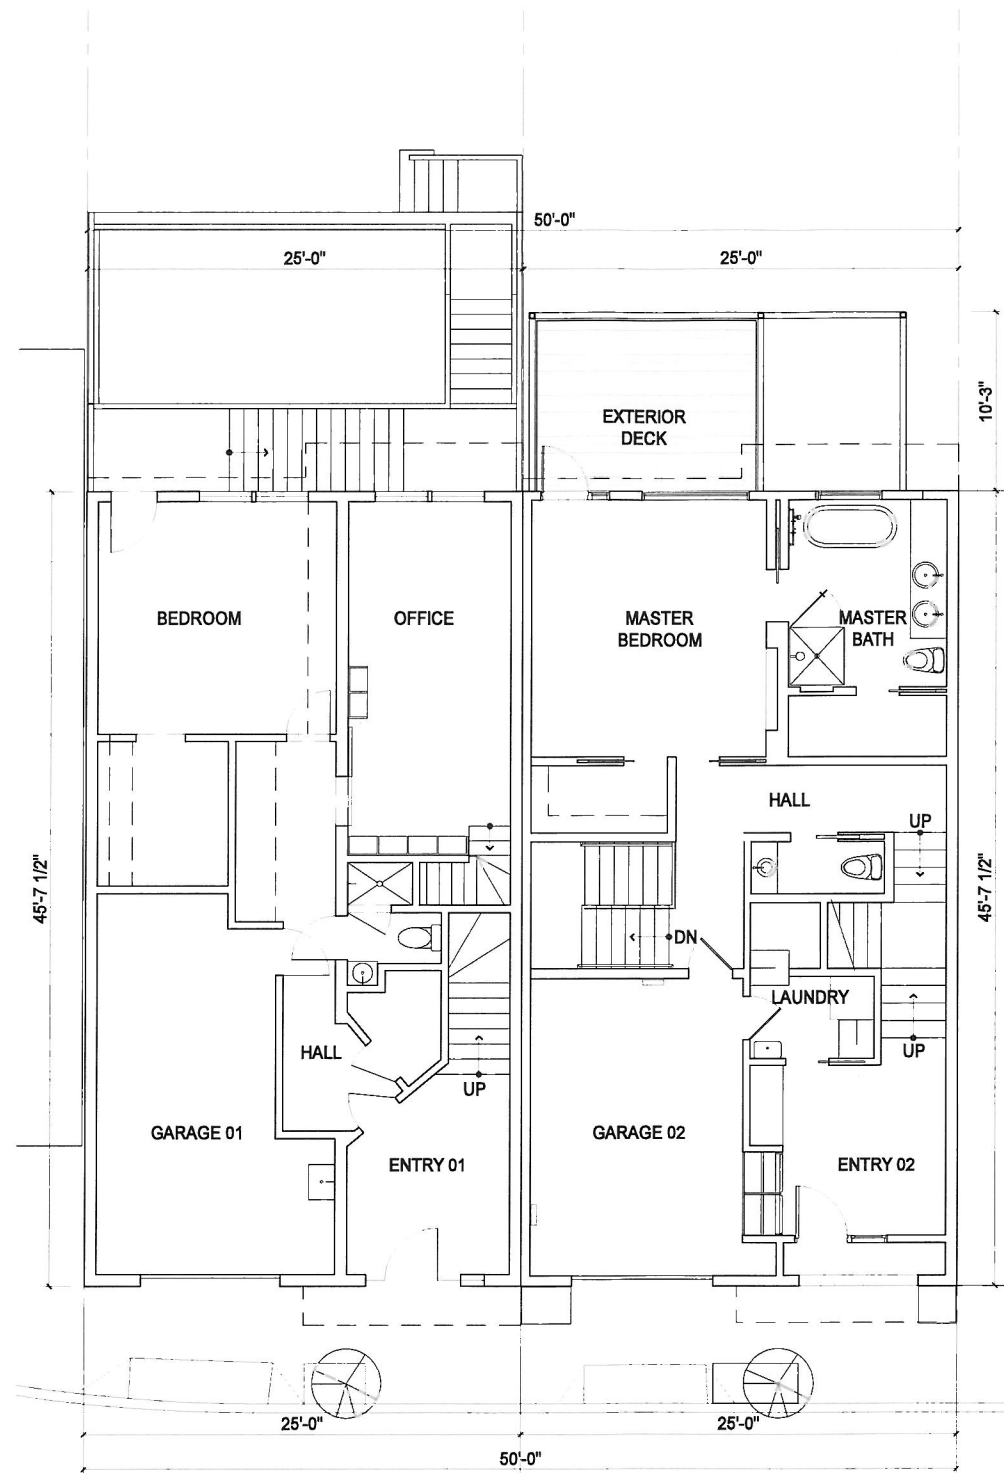 50'-0"
25'-0"
25'-0"
10'-3"
EXTERIOR
DECK
BEDROOM
OFFICE
MASTER
BEDROOM
MASTER
BATH
HALL
UP
45'-7 1/2"
45'-7 1/2"
DN
LAUNDRY
HALL
UP
UP
GARAGE 01
GARAGE 02
ENTRY 01
ENTRY 02
25'-0"
25'-0"
50'-0"